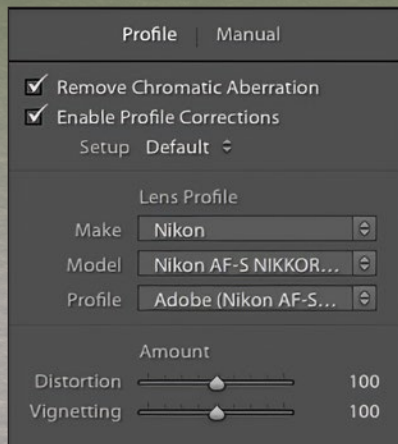 Profile | Manual
Remove Chromatic Aberration
Enable Profile Corrections
Setup Default
Lens Profile
Make Nikon
Model Nikon AF-S NIKKOR...
Profile Adobe (Nikon AF-S...
Amount
Distortion 100
Vignetting 100